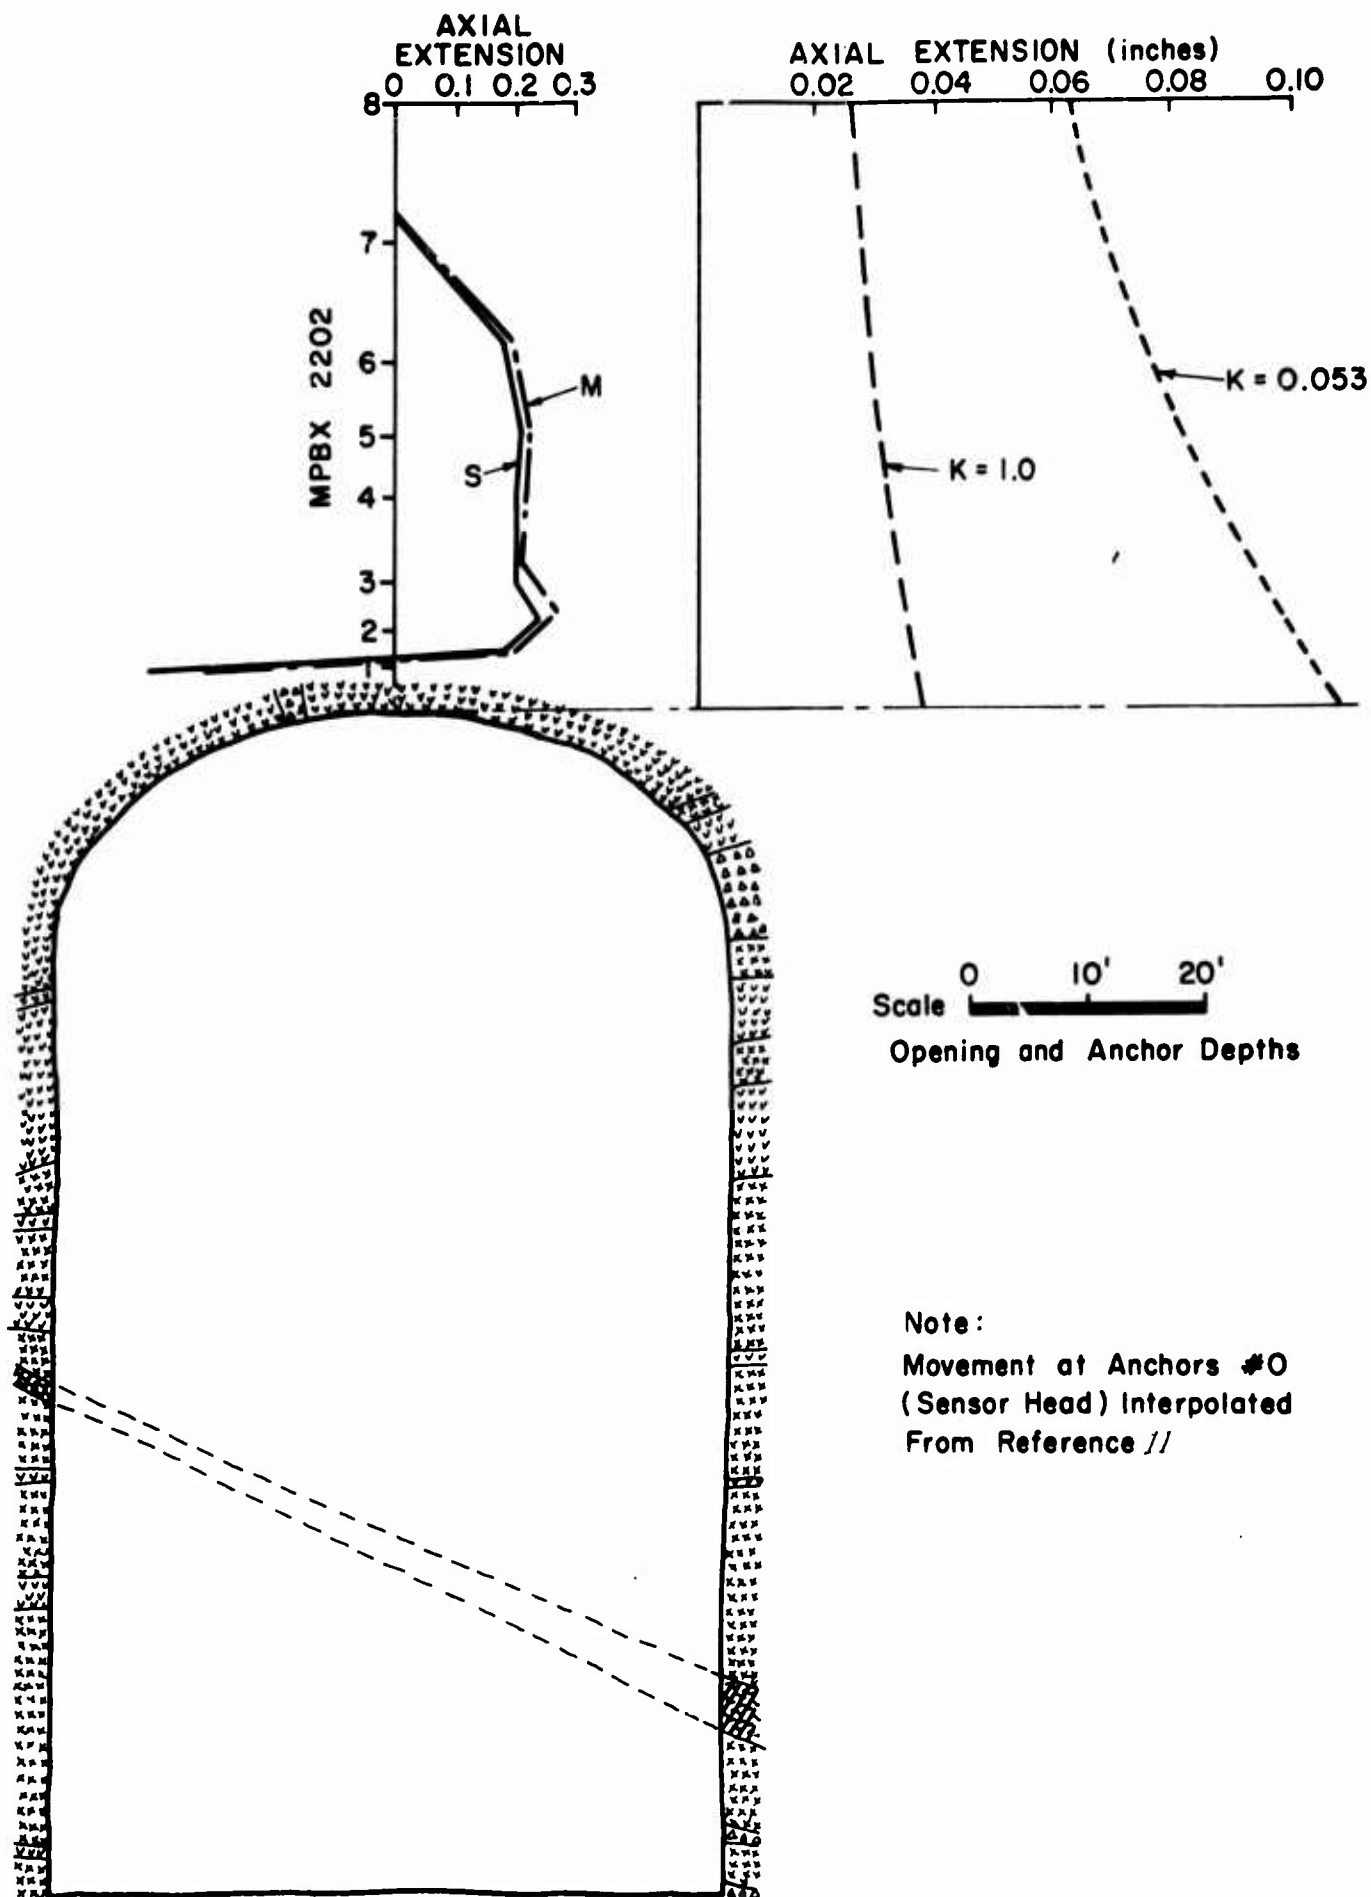 AXIAL
EXTENSION
0 0.1 0.2 0.3
AXIAL EXTENSION (inches)
0.02 0.04 0.06 0.08 0.10
8
7
6
5
4
3
2
1
MPBX 2202
M
S
K = 0.053
K = 1.0
0 10' 20'
Scale
Opening and Anchor Depths
Note:
Movement at Anchors #0
(Sensor Head) Interpolated
From Reference 11